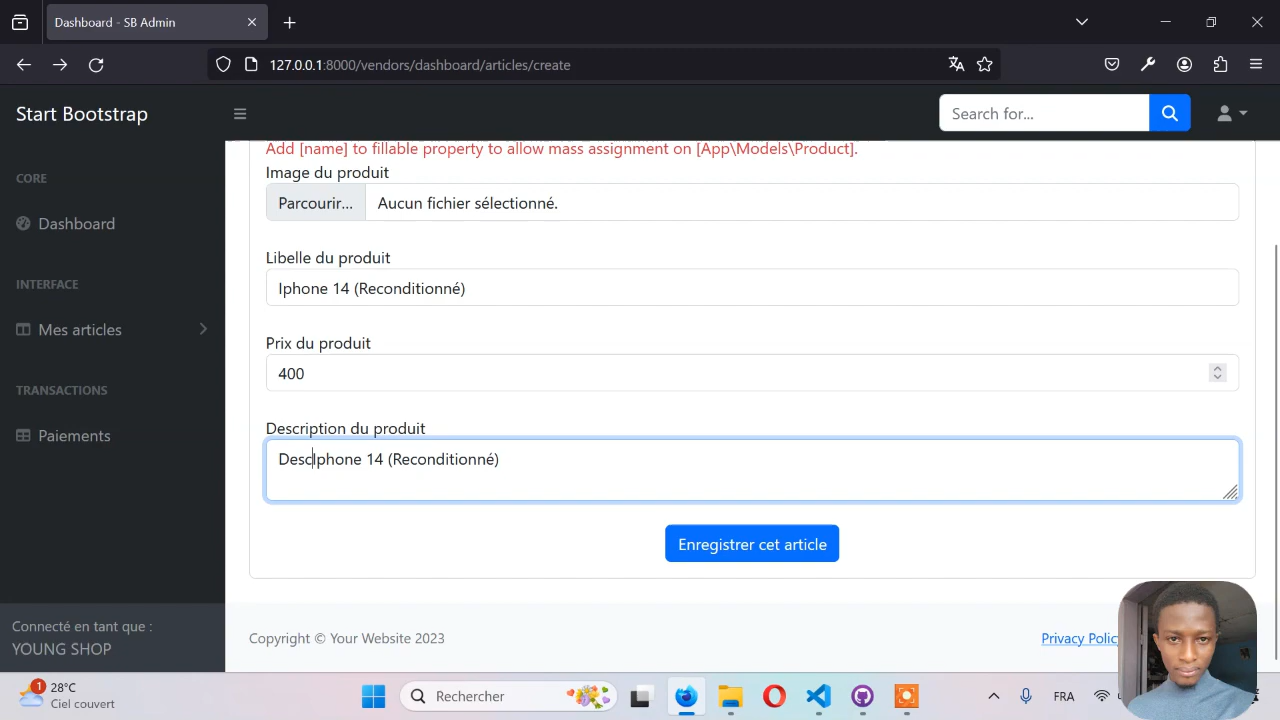 Dashboard - SB Admin
127.0.0.1:8000/vendors/dashboard/articles/create
Start Bootstrap
Search for...
CORE
Dashboard
INTERFACE
Mes articles
TRANSACTIONS
Paiements
Connecté en tant que :
YOUNG SHOP
Add [name] to fillable property to allow mass assignment on [App\Models\Product].
Image du produit
Parcourir... Aucun fichier sélectionné.
Libelle du produit
Iphone 14 (Reconditionné)
Prix du produit
400
Description du produit
DescIphone 14 (Reconditionné)
Enregistrer cet article
Copyright © Your Website 2023
Privacy Polic
1
28°C
Ciel couvert
Rechercher
FRA